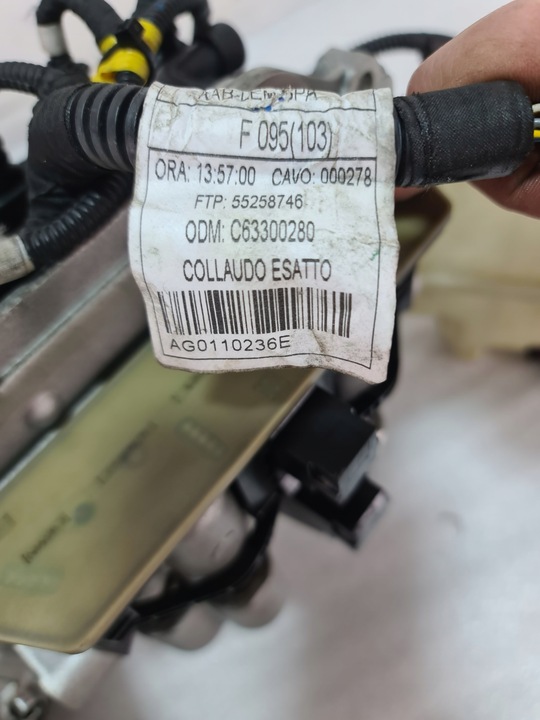 F 095(103)
ORA: 13:57:00 CAVO: 000278
FTP: 55258746
ODM: C63300280
COLLAUDO ESATTO
AG0110236E